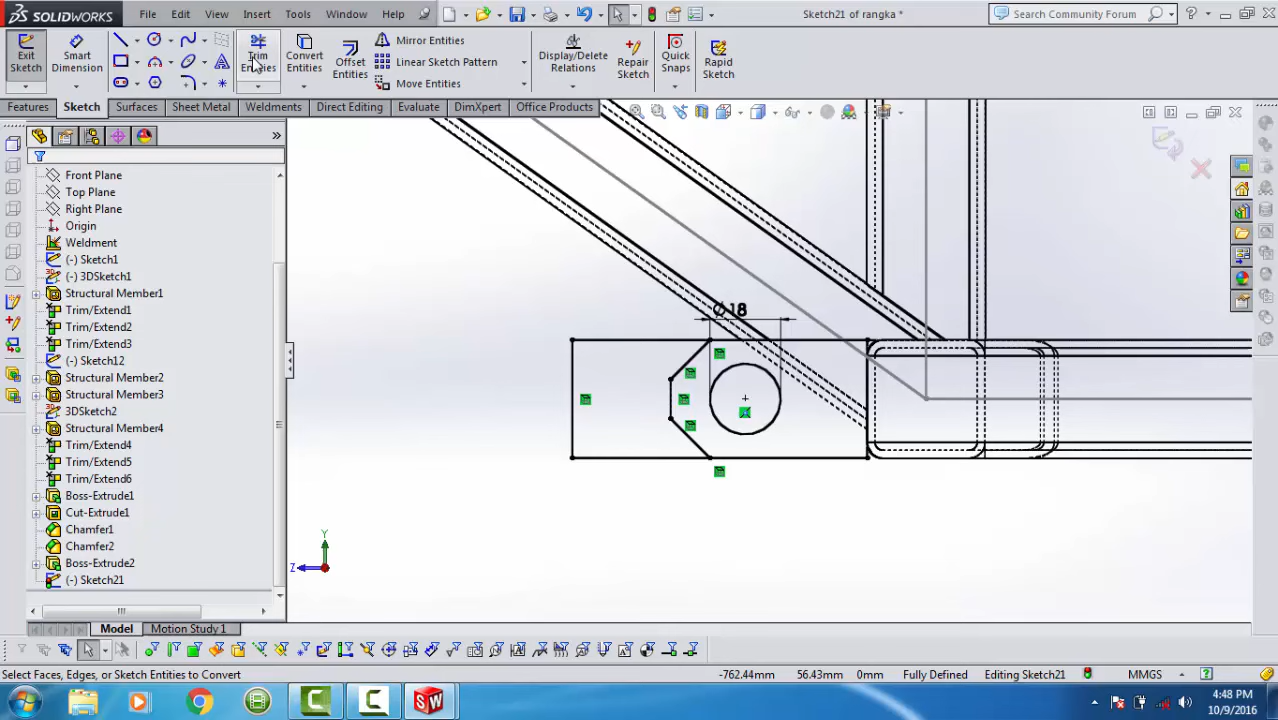 SOLIDWORKS File Edit View Insert Tools Window Help Sketch21 of rangka * Search Community Forum
Exit Sketch
Smart Dimension
Trim Entities
Convert Entities
Offset Entities
Mirror Entities
Linear Sketch Pattern
Move Entities
Display/Delete Relations
Repair Sketch
Quick Snaps
Rapid Sketch
Features Sketch Surfaces Sheet Metal Weldments Direct Editing Evaluate DimXpert Office Products
Front Plane
Top Plane
Right Plane
Origin
Weldment
(-) Sketch1
(-) 3DSketch1
Structural Member1
Trim/Extend1
Trim/Extend2
Trim/Extend3
(-) Sketch12
Structural Member2
Structural Member3
3DSketch2
Structural Member4
Trim/Extend4
Trim/Extend5
Trim/Extend6
Boss-Extrude1
Cut-Extrude1
Chamfer1
Chamfer2
Boss-Extrude2
(-) Sketch21
Ø18
Y
Z
Model Motion Study 1
Select Faces, Edges, or Sketch Entities to Convert -762.44mm 56.43mm 0mm Fully Defined Editing Sketch21 MMGS
4:48 PM
10/9/2016